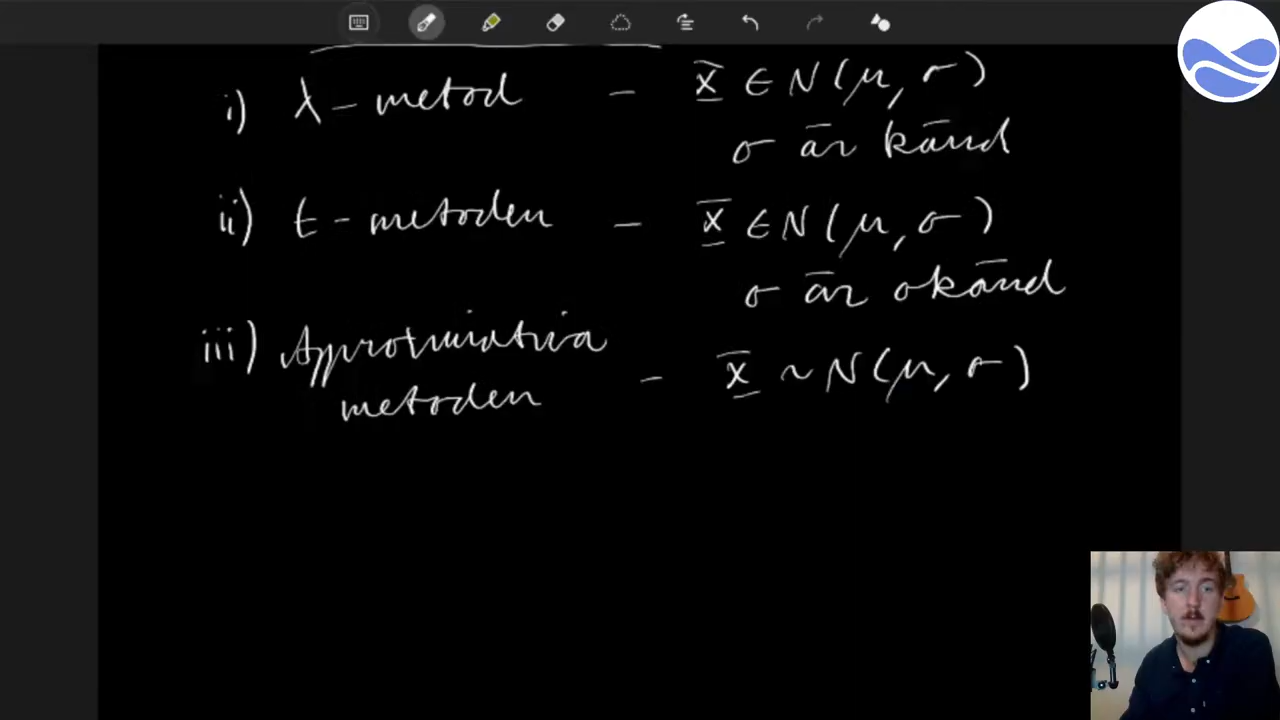 i) λ-metod - X ∈ N(μ, σ)
σ är känd
ii) t-metoden - X ∈ N(μ, σ)
σ är okänd
iii) Approximativa
metoden - X ~ N(μ, σ)